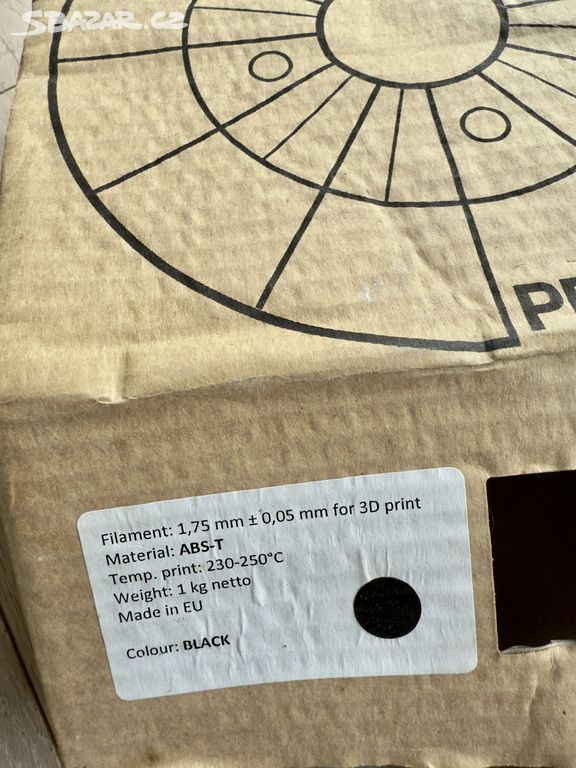 SBAZAR.CZ
Filament: 1,75 mm ± 0,05 mm for 3D print
Material: ABS-T
Temp. print: 230-250°C
Weight: 1 kg netto
Made in EU
Colour: BLACK